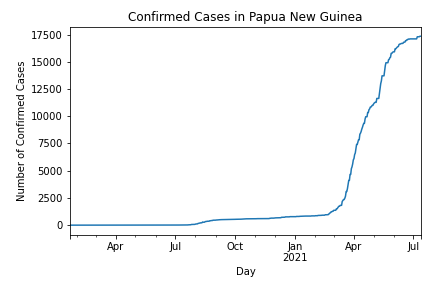 Confirmed Cases in Papua New Guinea
17500
15000
12500
10000
7500
5000
2500
0
Number of Confirmed Cases
Apr Jul Oct Jan Apr Jul
2021
Day